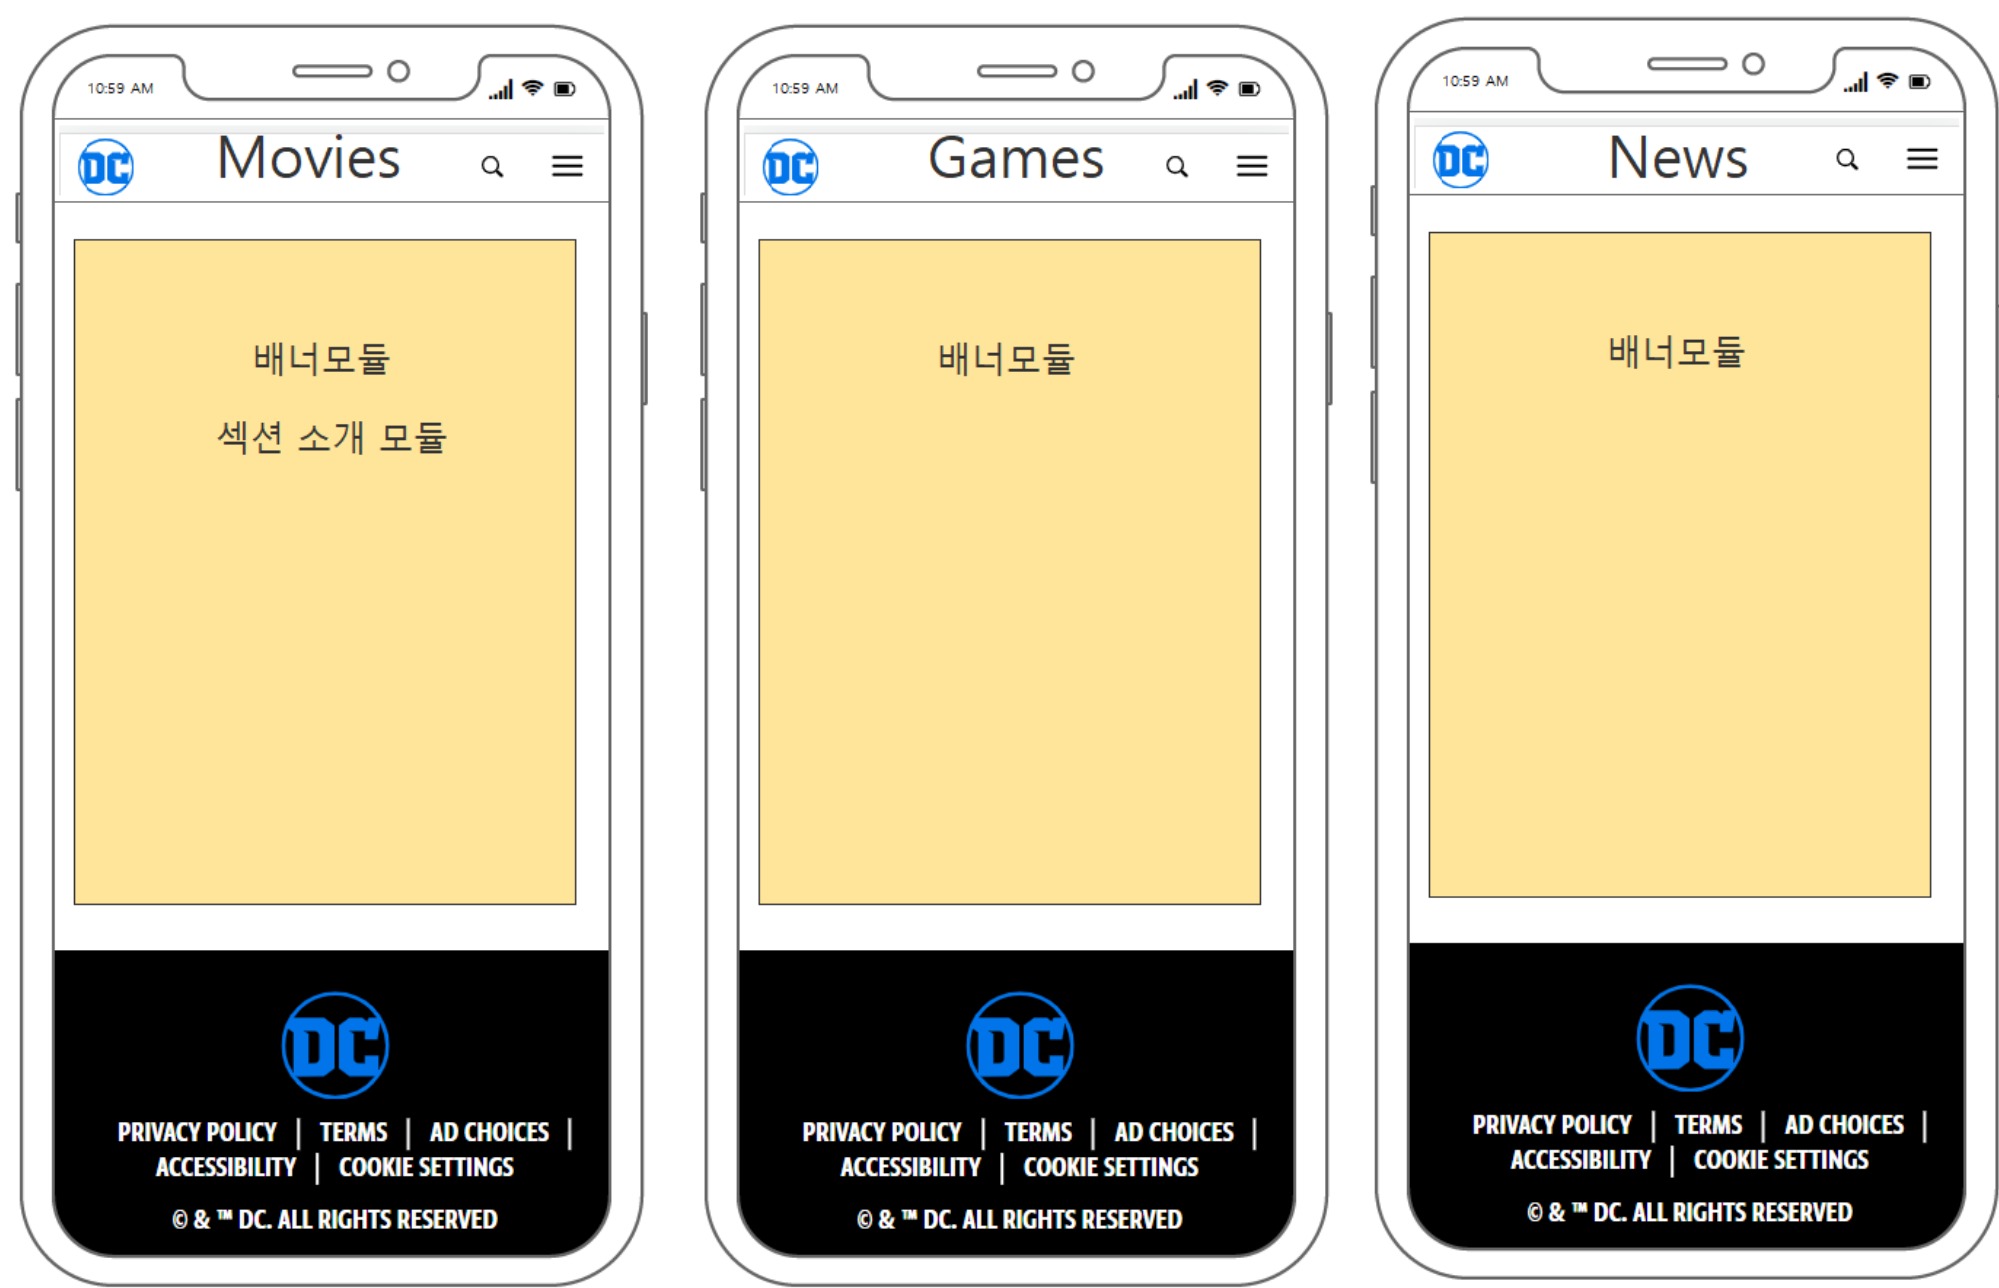 10:59 AM
DC
Movies
배너모듈
섹션 소개 모듈
DC
PRIVACY POLICY | TERMS | AD CHOICES |
ACCESSIBILITY | COOKIE SETTINGS
© & ™ DC. ALL RIGHTS RESERVED
10:59 AM
DC
Games
배너모듈
DC
PRIVACY POLICY | TERMS | AD CHOICES |
ACCESSIBILITY | COOKIE SETTINGS
© & ™ DC. ALL RIGHTS RESERVED
10:59 AM
DC
News
배너모듈
DC
PRIVACY POLICY | TERMS | AD CHOICES |
ACCESSIBILITY | COOKIE SETTINGS
© & ™ DC. ALL RIGHTS RESERVED